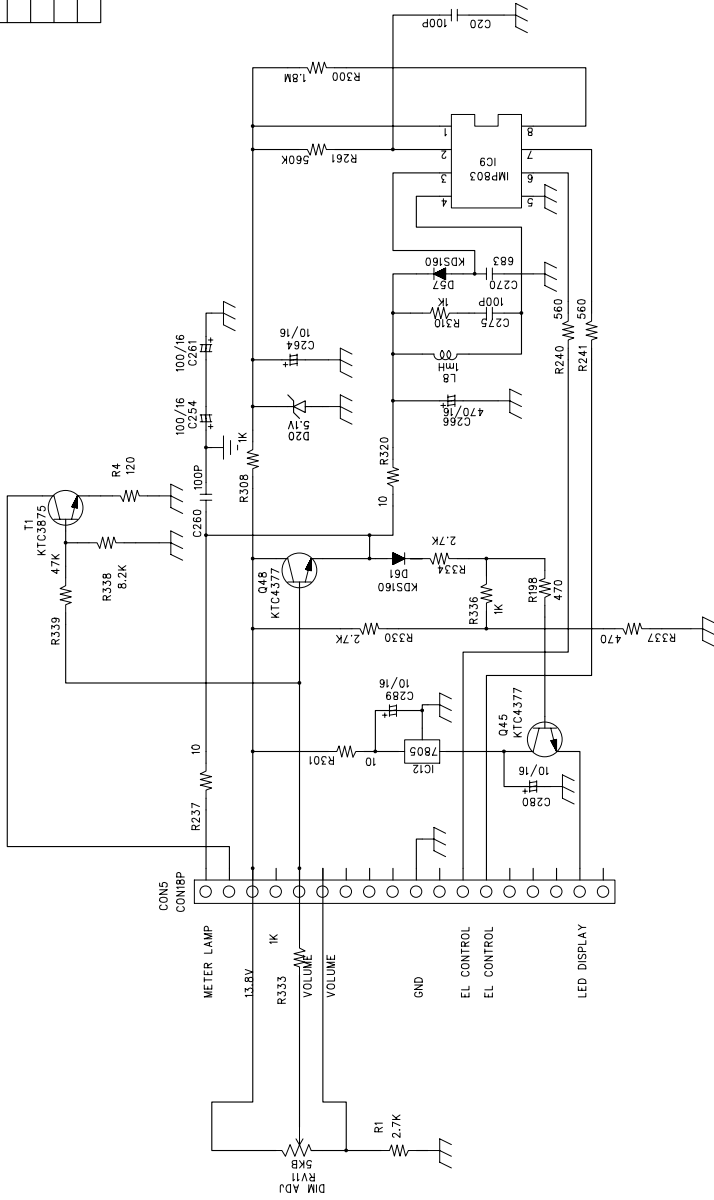 C20
100P
R300
1.8M
R261
560K
1
2
3
4
8
7
6
5
IC9
IMP803
KDS160
D57
683
C270
100P
C275
1K
R310
L8
1mH
470/16
C266
10/16
C264
D20
5.1V
100/16
C261
100/16
C254
1K
R308
100P
C260
R320
10
R240
560
R241
560
R4
120
T1
KTC3875
47K
R339
R338
8.2K
Q48
KTC4377
D61
KDS160
2.7K
R334
R336
1K
R198
470
2.7K
R330
470
R337
10/16
C289
7805
IC12
R301
10
Q45
KTC4377
10/16
C280
R237
10
CON5
CON18P
METER LAMP
13.8V
1K
R333
VOLUME
VOLUME
GND
EL CONTROL
EL CONTROL
LED DISPLAY
DIM ADJ
RV11
5KB
R1
2.7K